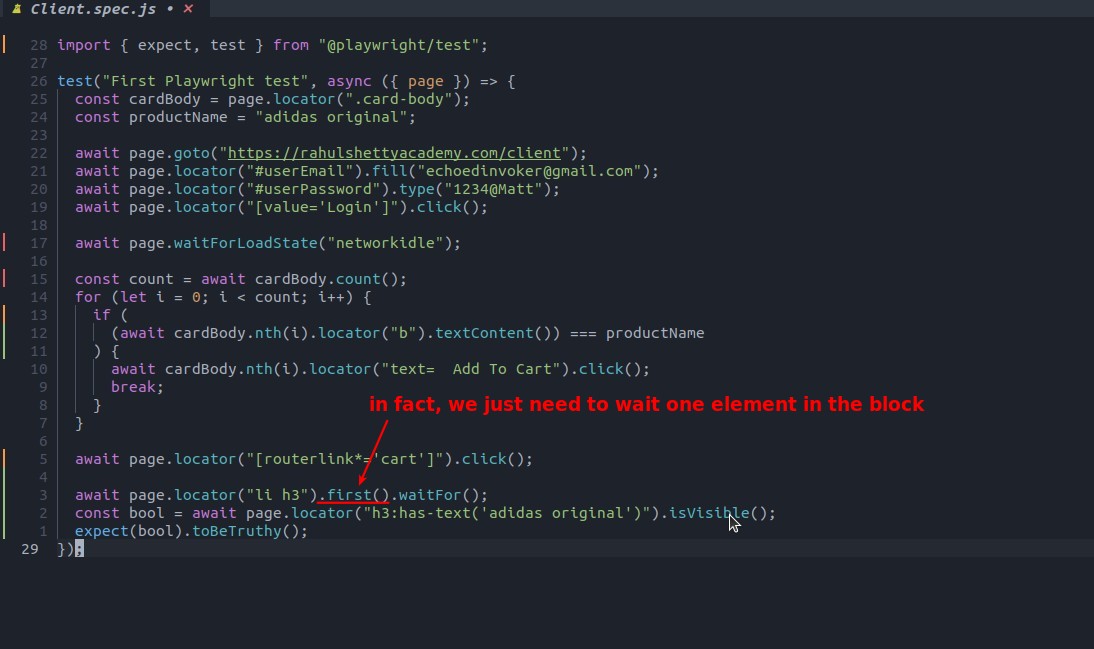 Client.spec.js • ✕
28 import { expect, test } from "@playwright/test";
27
26 test("First Playwright test", async ({ page }) => {
25   const cardBody = page.locator(".card-body");
24   const productName = "adidas original";
23
22   await page.goto("https://rahulshettyacademy.com/client");
21   await page.locator("#userEmail").fill("echoedinvoker@gmail.com");
20   await page.locator("#userPassword").type("1234@Matt");
19   await page.locator("[value='Login']").click();
18
17   await page.waitForLoadState("networkidle");
16
15   const count = await cardBody.count();
14   for (let i = 0; i < count; i++) {
13     if (
12       (await cardBody.nth(i).locator("b").textContent()) === productName
11     ) {
10       await cardBody.nth(i).locator("text=  Add To Cart").click();
9       break;
8     }
in fact, we just need to wait one element in the block
7   }
6
5   await page.locator("[routerlink*='cart']").click();
4
3   await page.locator("li h3").first().waitFor();
2   const bool = await page.locator("h3:has-text('adidas original')").isVisible();
1   expect(bool).toBeTruthy();
29 });